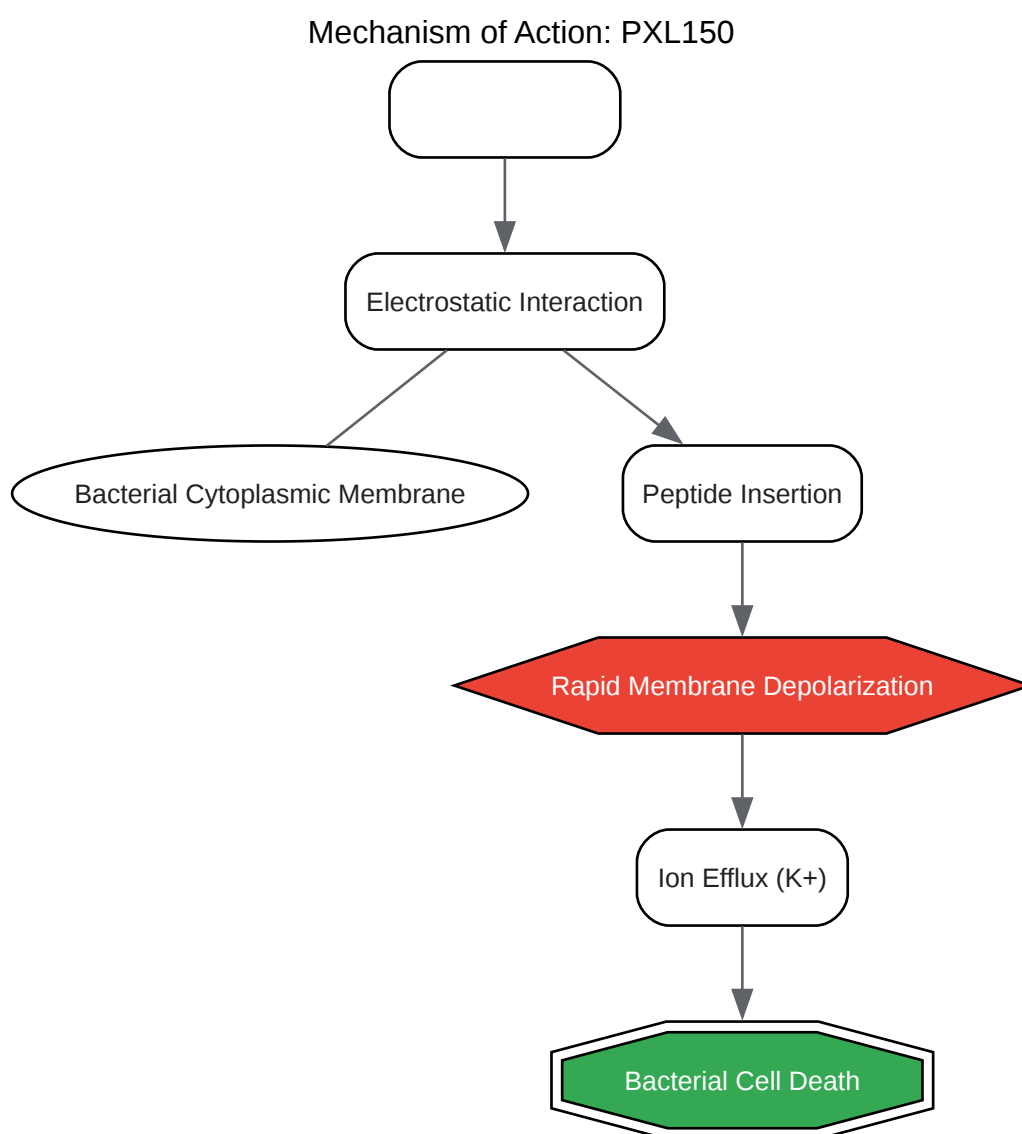 Mechanism of Action: PXL150
Electrostatic Interaction
Bacterial Cytoplasmic Membrane
Peptide Insertion
Rapid Membrane Depolarization
Ion Efflux (K+)
Bacterial Cell Death